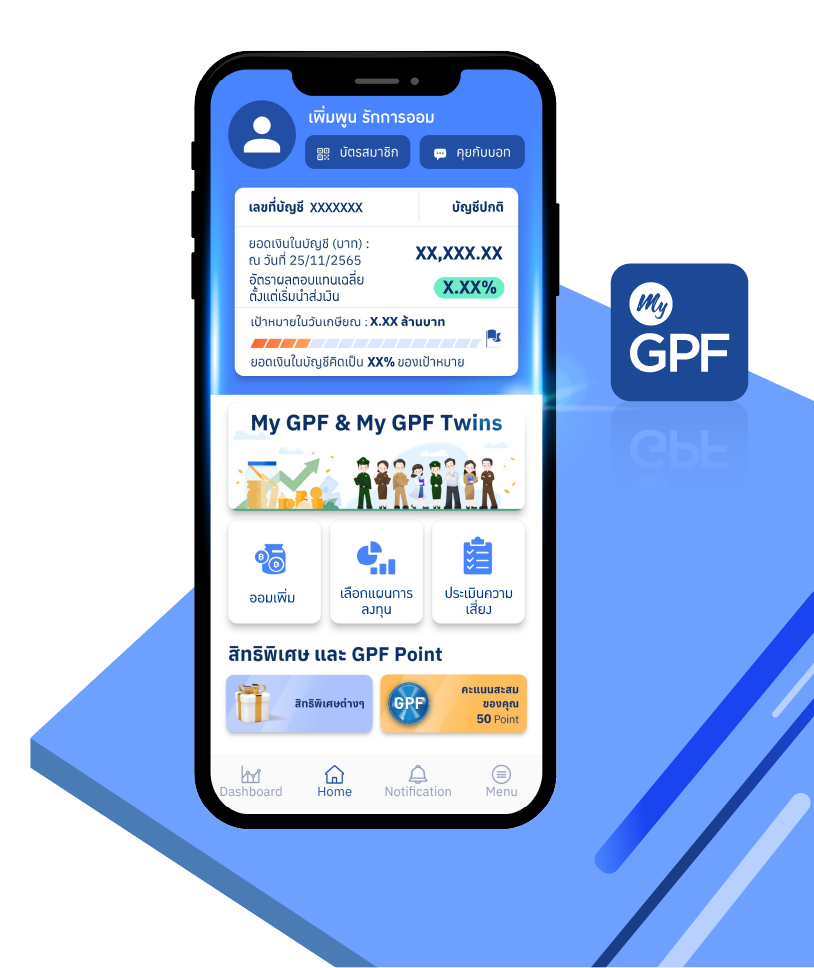 เพิ่มพูน รักการออม
บัตรสมาชิก
คุยกับบอท
เลขที่บัญชี XXXXXXX
บัญชีปกติ
ยอดเงินในบัญชี (บาท) :
ณ วันที่ 25/11/2565
XX,XXX.XX
อัตราผลตอบแทนเฉลี่ย
ตั้งแต่เริ่มนำส่งเงิน
X.XX%
เป้าหมายในวันเกษียณ : X.XX ล้านบาท
ยอดเงินในบัญชีคิดเป็น XX% ของเป้าหมาย
My
GPF
My GPF & My GPF Twins
ออมเพิ่ม
เลือกแผนการ
ลงทุน
ประเมินความ
เสี่ยง
สิทธิพิเศษ และ GPF Point
สิทธิพิเศษต่างๆ
GPF
คะแนนสะสม
ของคุณ
50 Point
Dashboard
Home
Notification
Menu